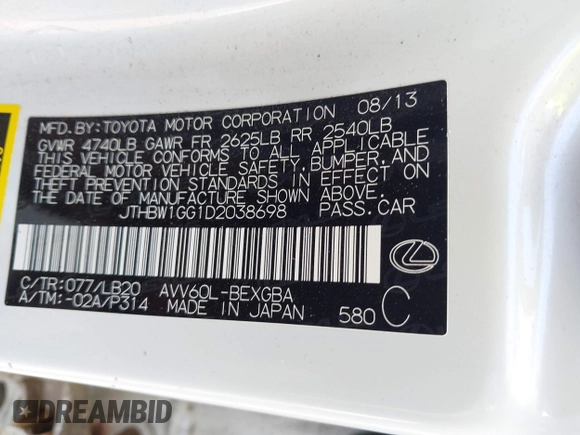 MFD. BY: TOYOTA MOTOR CORPORATION 08/13
GVWR 4740LB GAWR FR 2625LB RR 2540LB
THIS VEHICLE CONFORMS TO ALL APPLICABLE
FEDERAL MOTOR VEHICLE SAFETY, BUMPER, AND
THEFT PREVENTION STANDARDS IN EFFECT ON
THE DATE OF MANUFACTURE SHOWN ABOVE.
JTHBW1GG1D2038698 PASS. CAR
C/TR: 077/LB20 AVV60L-BEXGBA
A/TM: -02A/P314 MADE IN JAPAN 580 C
DREAMBID